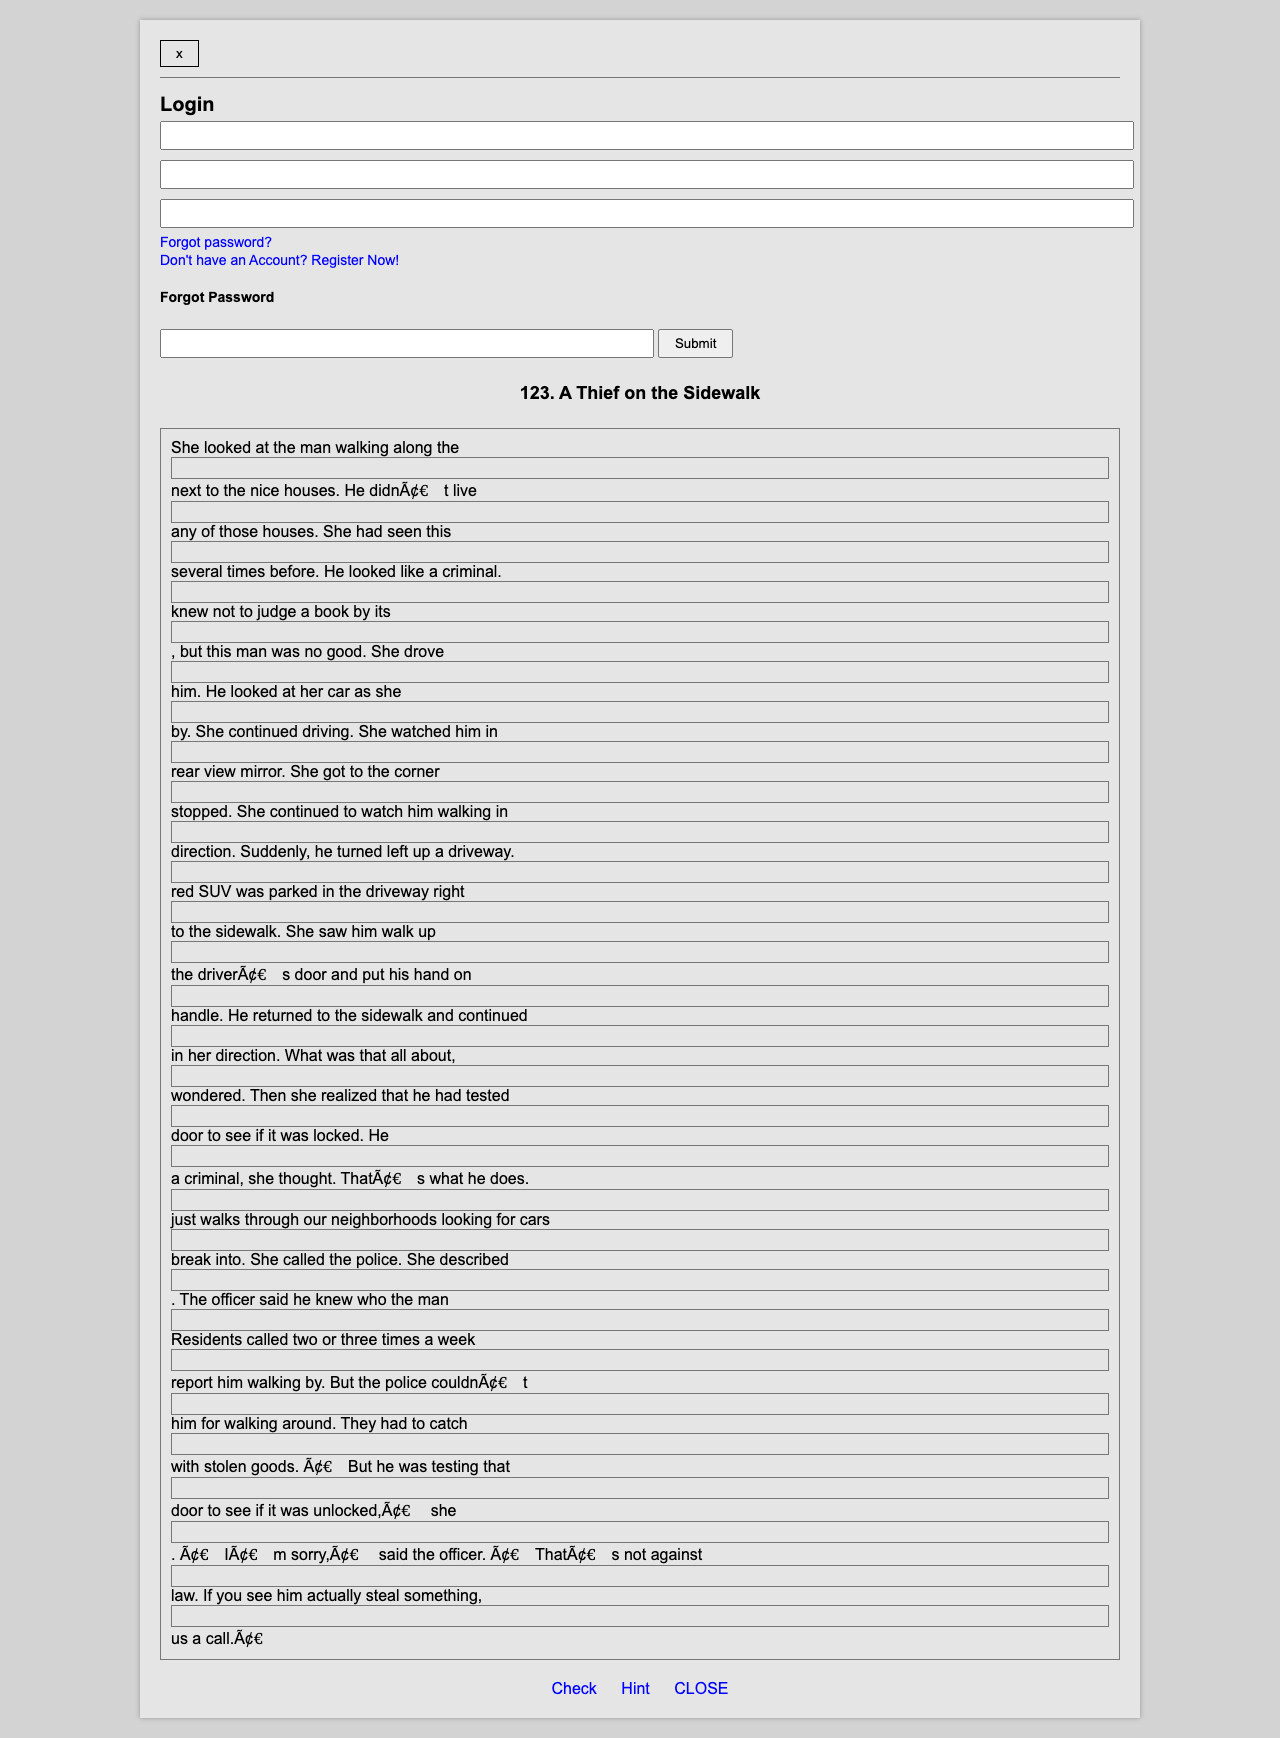 x
Login
Forgot password?
Don't have an Account? Register Now!
Forgot Password
Submit
123. A Thief on the Sidewalk
She looked at the man walking along the
next to the nice houses. He didnÃ¢€ t live
any of those houses. She had seen this
several times before. He looked like a criminal.
knew not to judge a book by its
, but this man was no good. She drove
him. He looked at her car as she
by. She continued driving. She watched him in
rear view mirror. She got to the corner
stopped. She continued to watch him walking in
direction. Suddenly, he turned left up a driveway.
red SUV was parked in the driveway right
to the sidewalk. She saw him walk up
the driverÃ¢€ s door and put his hand on
handle. He returned to the sidewalk and continued
in her direction. What was that all about,
wondered. Then she realized that he had tested
door to see if it was locked. He
a criminal, she thought. ThatÃ¢€ s what he does.
just walks through our neighborhoods looking for cars
break into. She called the police. She described
. The officer said he knew who the man
Residents called two or three times a week
report him walking by. But the police couldnÃ¢€ t
him for walking around. They had to catch
with stolen goods. Ã¢€ But he was testing that
door to see if it was unlocked,Ã¢€ she
. Ã¢€ IÃ¢€ m sorry,Ã¢€ said the officer. Ã¢€ ThatÃ¢€ s not against
law. If you see him actually steal something,
us a call.Ã¢€
Check Hint CLOSE